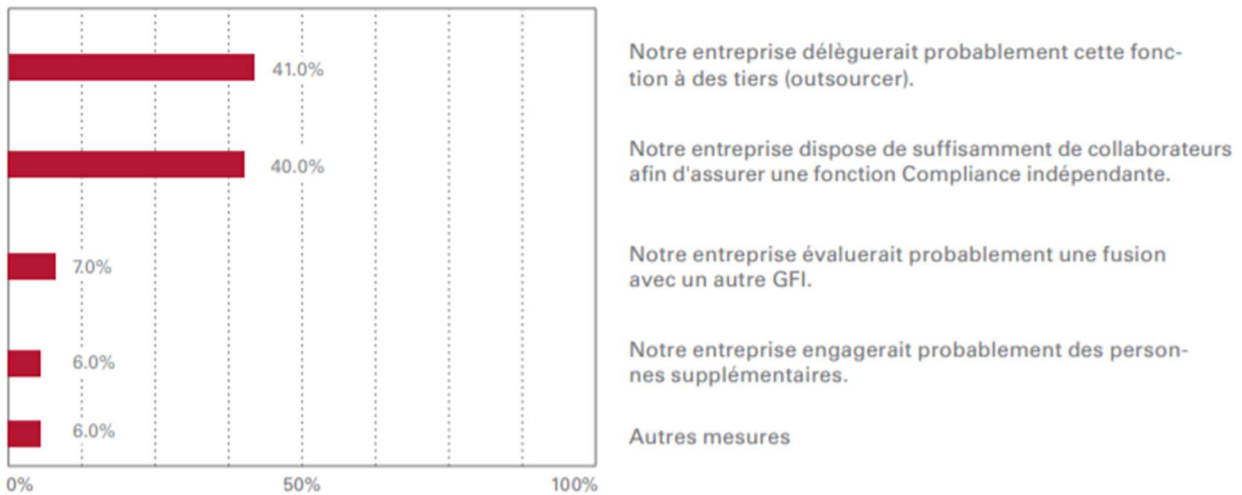 41.0%
Notre entreprise délèguerait probablement cette fonc-
tion à des tiers (outsourcer).
40.0%
Notre entreprise dispose de suffisamment de collaborateurs
afin d'assurer une fonction Compliance indépendante.
7.0%
Notre entreprise évaluerait probablement une fusion
avec un autre GFI.
6.0%
Notre entreprise engagerait probablement des person-
nes supplémentaires.
6.0%
Autres mesures
0%
50%
100%